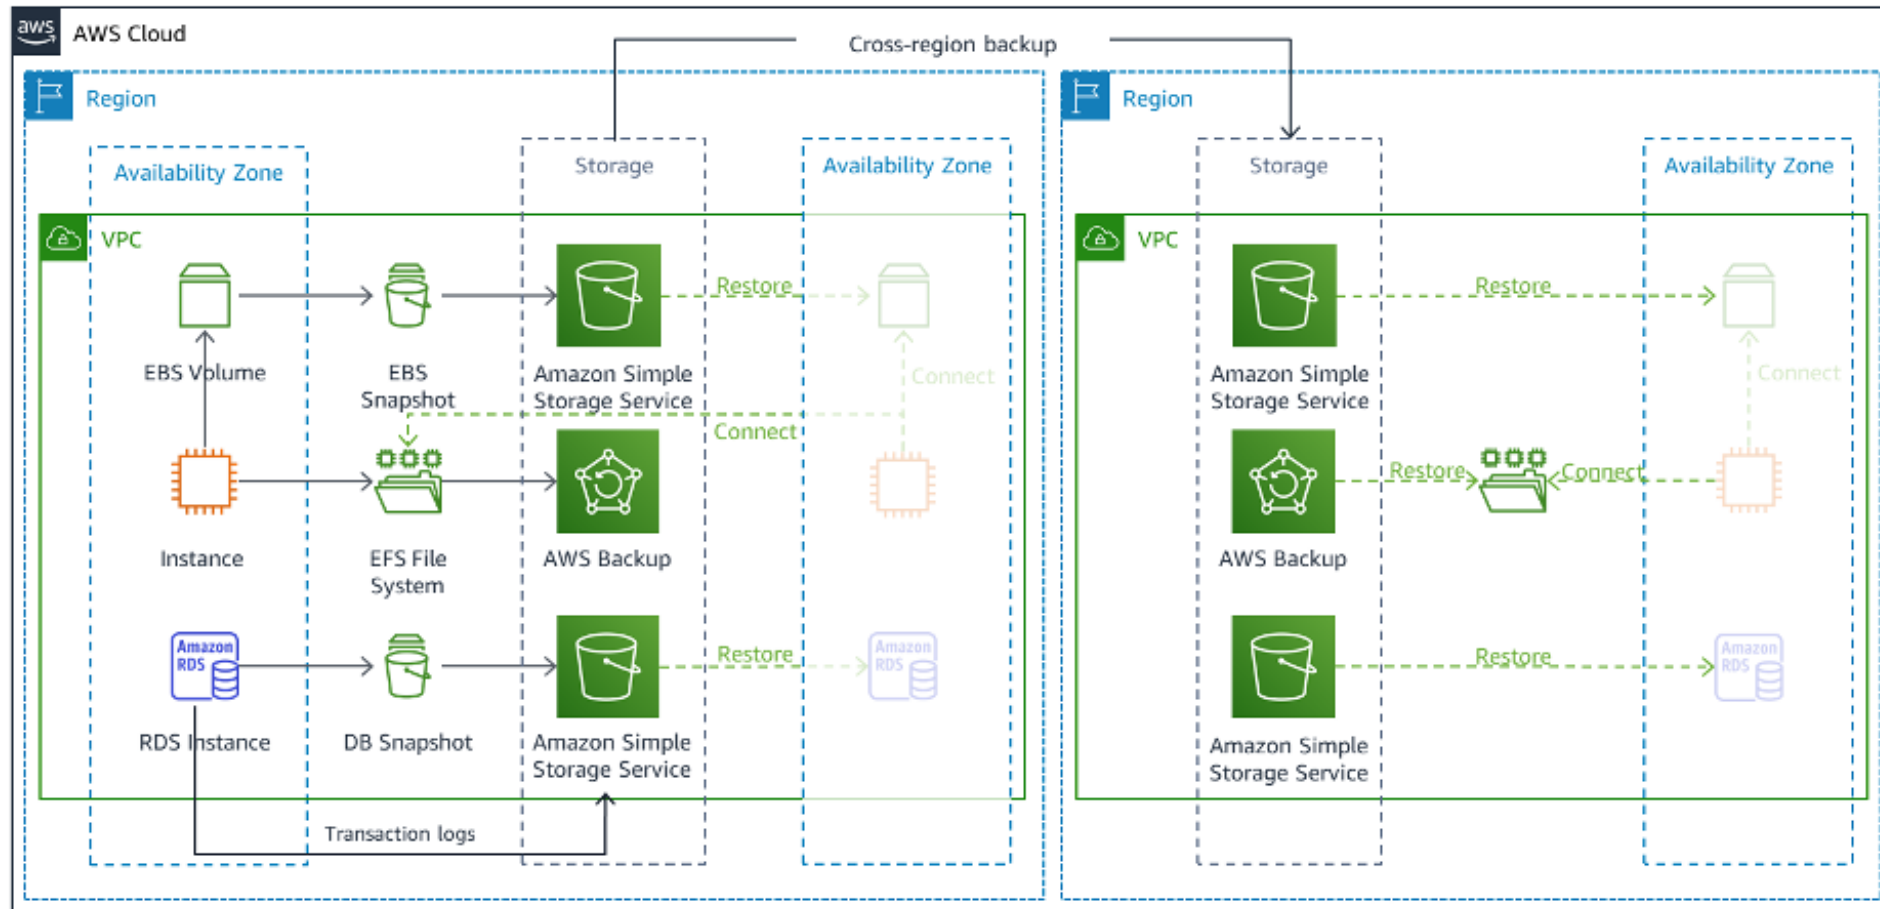 aws
AWS Cloud
Cross-region backup
Region
Region
Availability Zone
Storage
Availability Zone
Storage
Availability Zone
VPC
VPC
Restore
Restore
EBS Volume
EBS
Snapshot
Amazon Simple
Storage Service
Connect
Amazon Simple
Storage Service
Connect
Connect
Restore
Connect
Instance
EFS File
System
AWS Backup
AWS Backup
Amazon
RDS
Restore
Amazon
RDS
Restore
Amazon
RDS
RDS Instance
DB Snapshot
Amazon Simple
Storage Service
Amazon Simple
Storage Service
Transaction logs